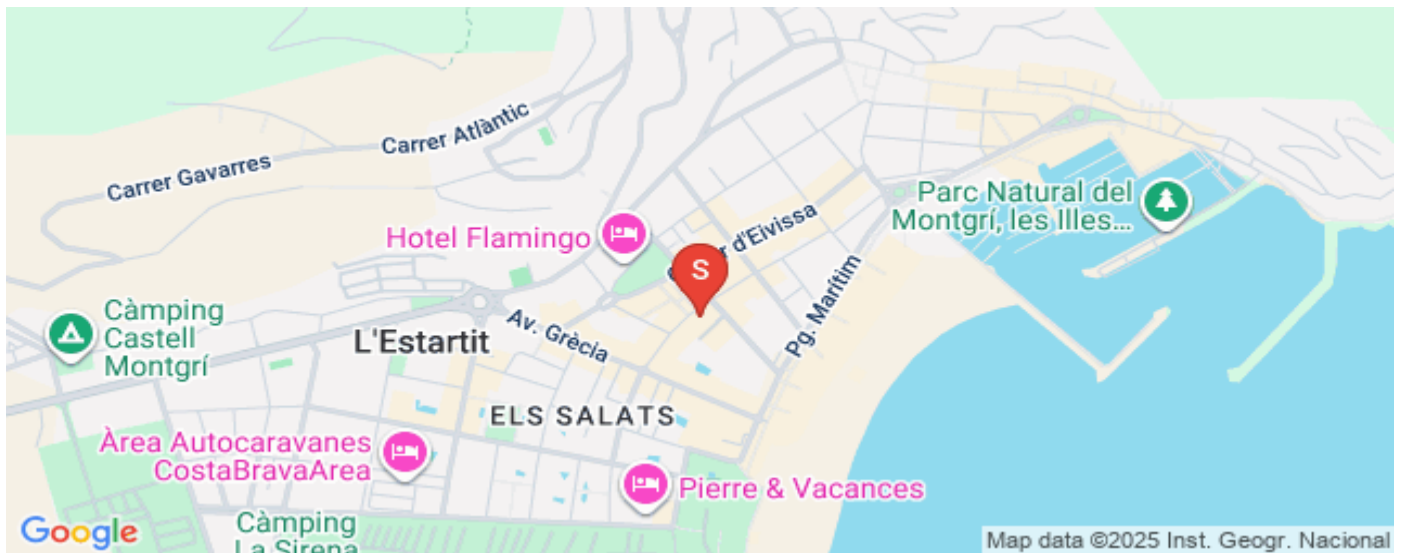 Carrer Atlàntic
Carrer Gavarres
Parc Natural del
Montgrí, les Illes...
Hotel Flamingo
d'Eivissa
S
Pg. Marítim
Càmping
Castell
Montgrí
L'Estartit
Av. Grècia
ELS SALATS
Àrea Autocaravanes
CostaBravaArea
Pierre & Vacances
Google
Càmping
La Sirena
Map data ©2025 Inst. Geogr. Nacional